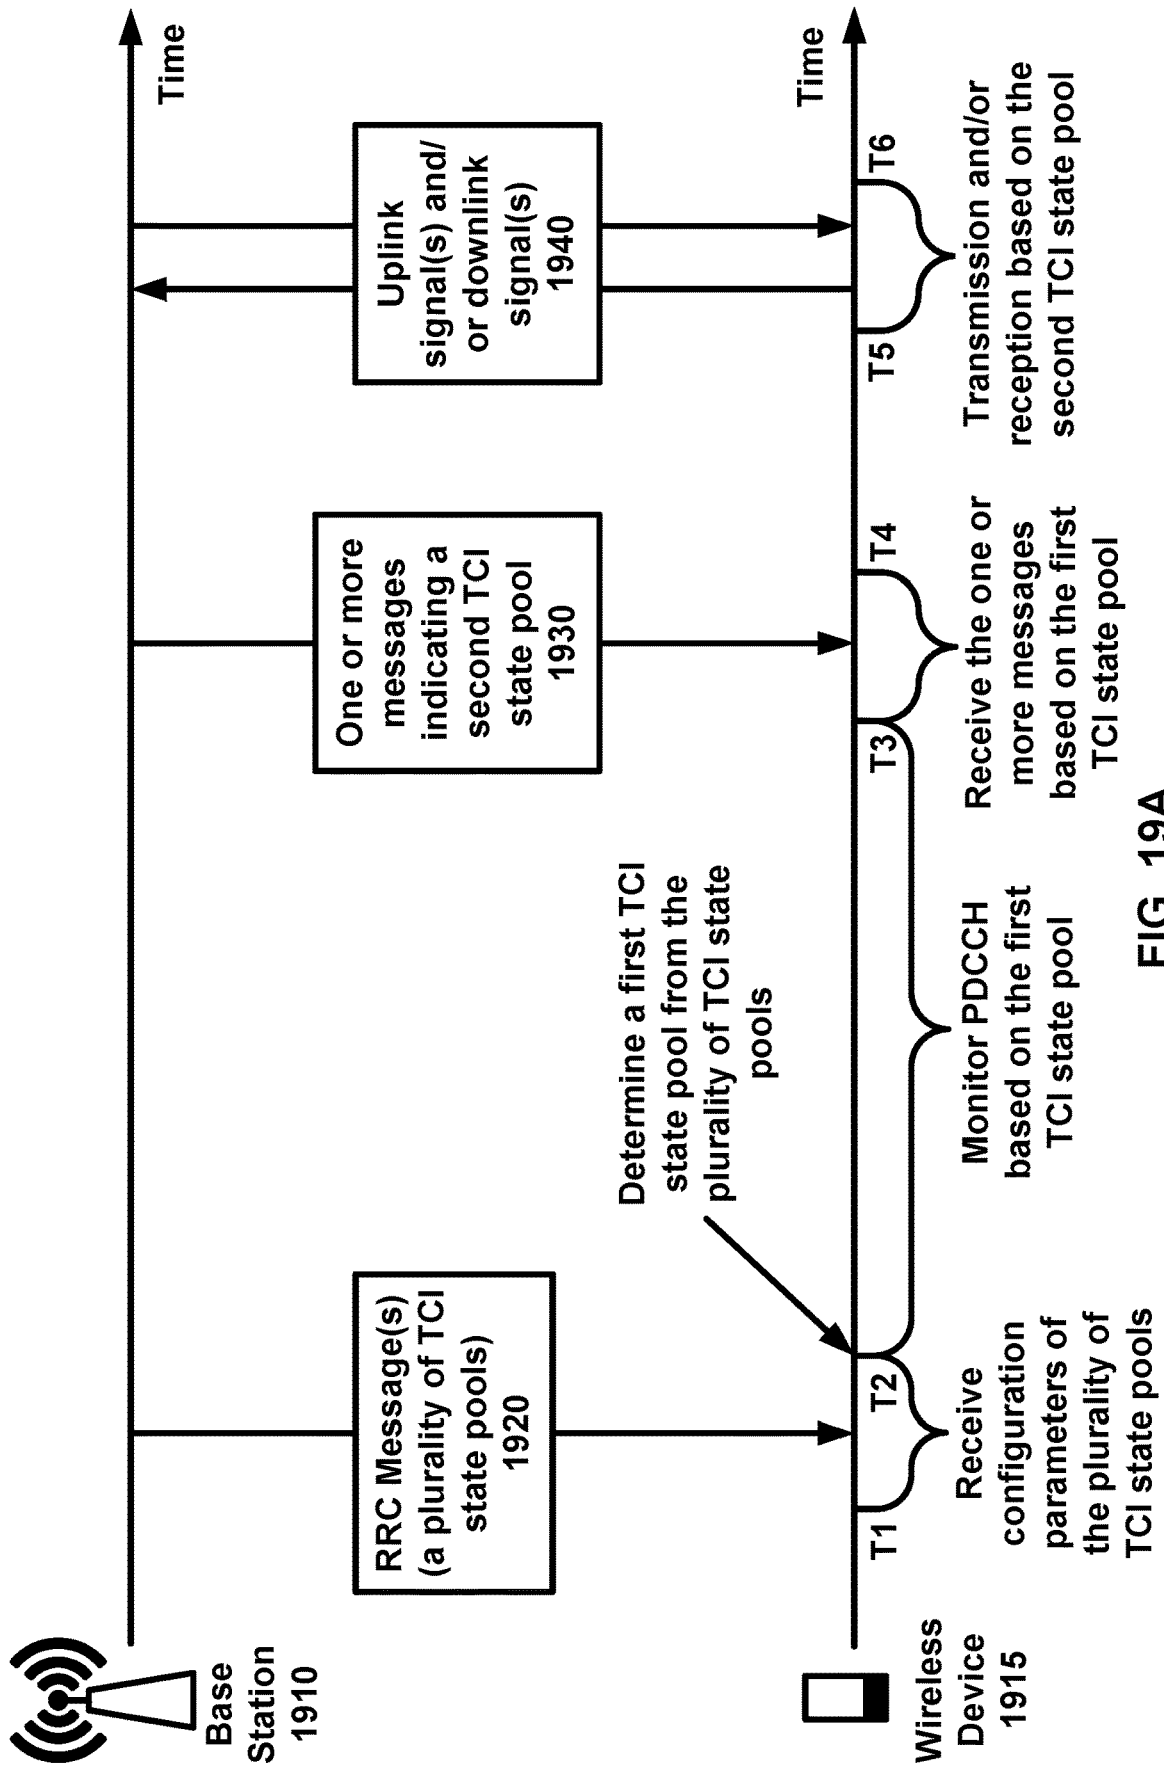 Base
Station
1910
Time
RRC Message(s)
(a plurality of TCI
state pools)
1920
One or more
messages
indicating a
second TCI
state pool
1930
Uplink
signal(s) and/
or downlink
signal(s)
1940
Determine a first TCI
state pool from the
plurality of TCI state
pools
Wireless
Device
1915
Time
T1
T2
T3
T4
T5
T6
Receive
configuration
parameters of
the plurality of
TCI state pools
Monitor PDCCH
based on the first
TCI state pool
Receive the one or
more messages
based on the first
TCI state pool
Transmission and/or
reception based on the
second TCI state pool
FIG. 19A